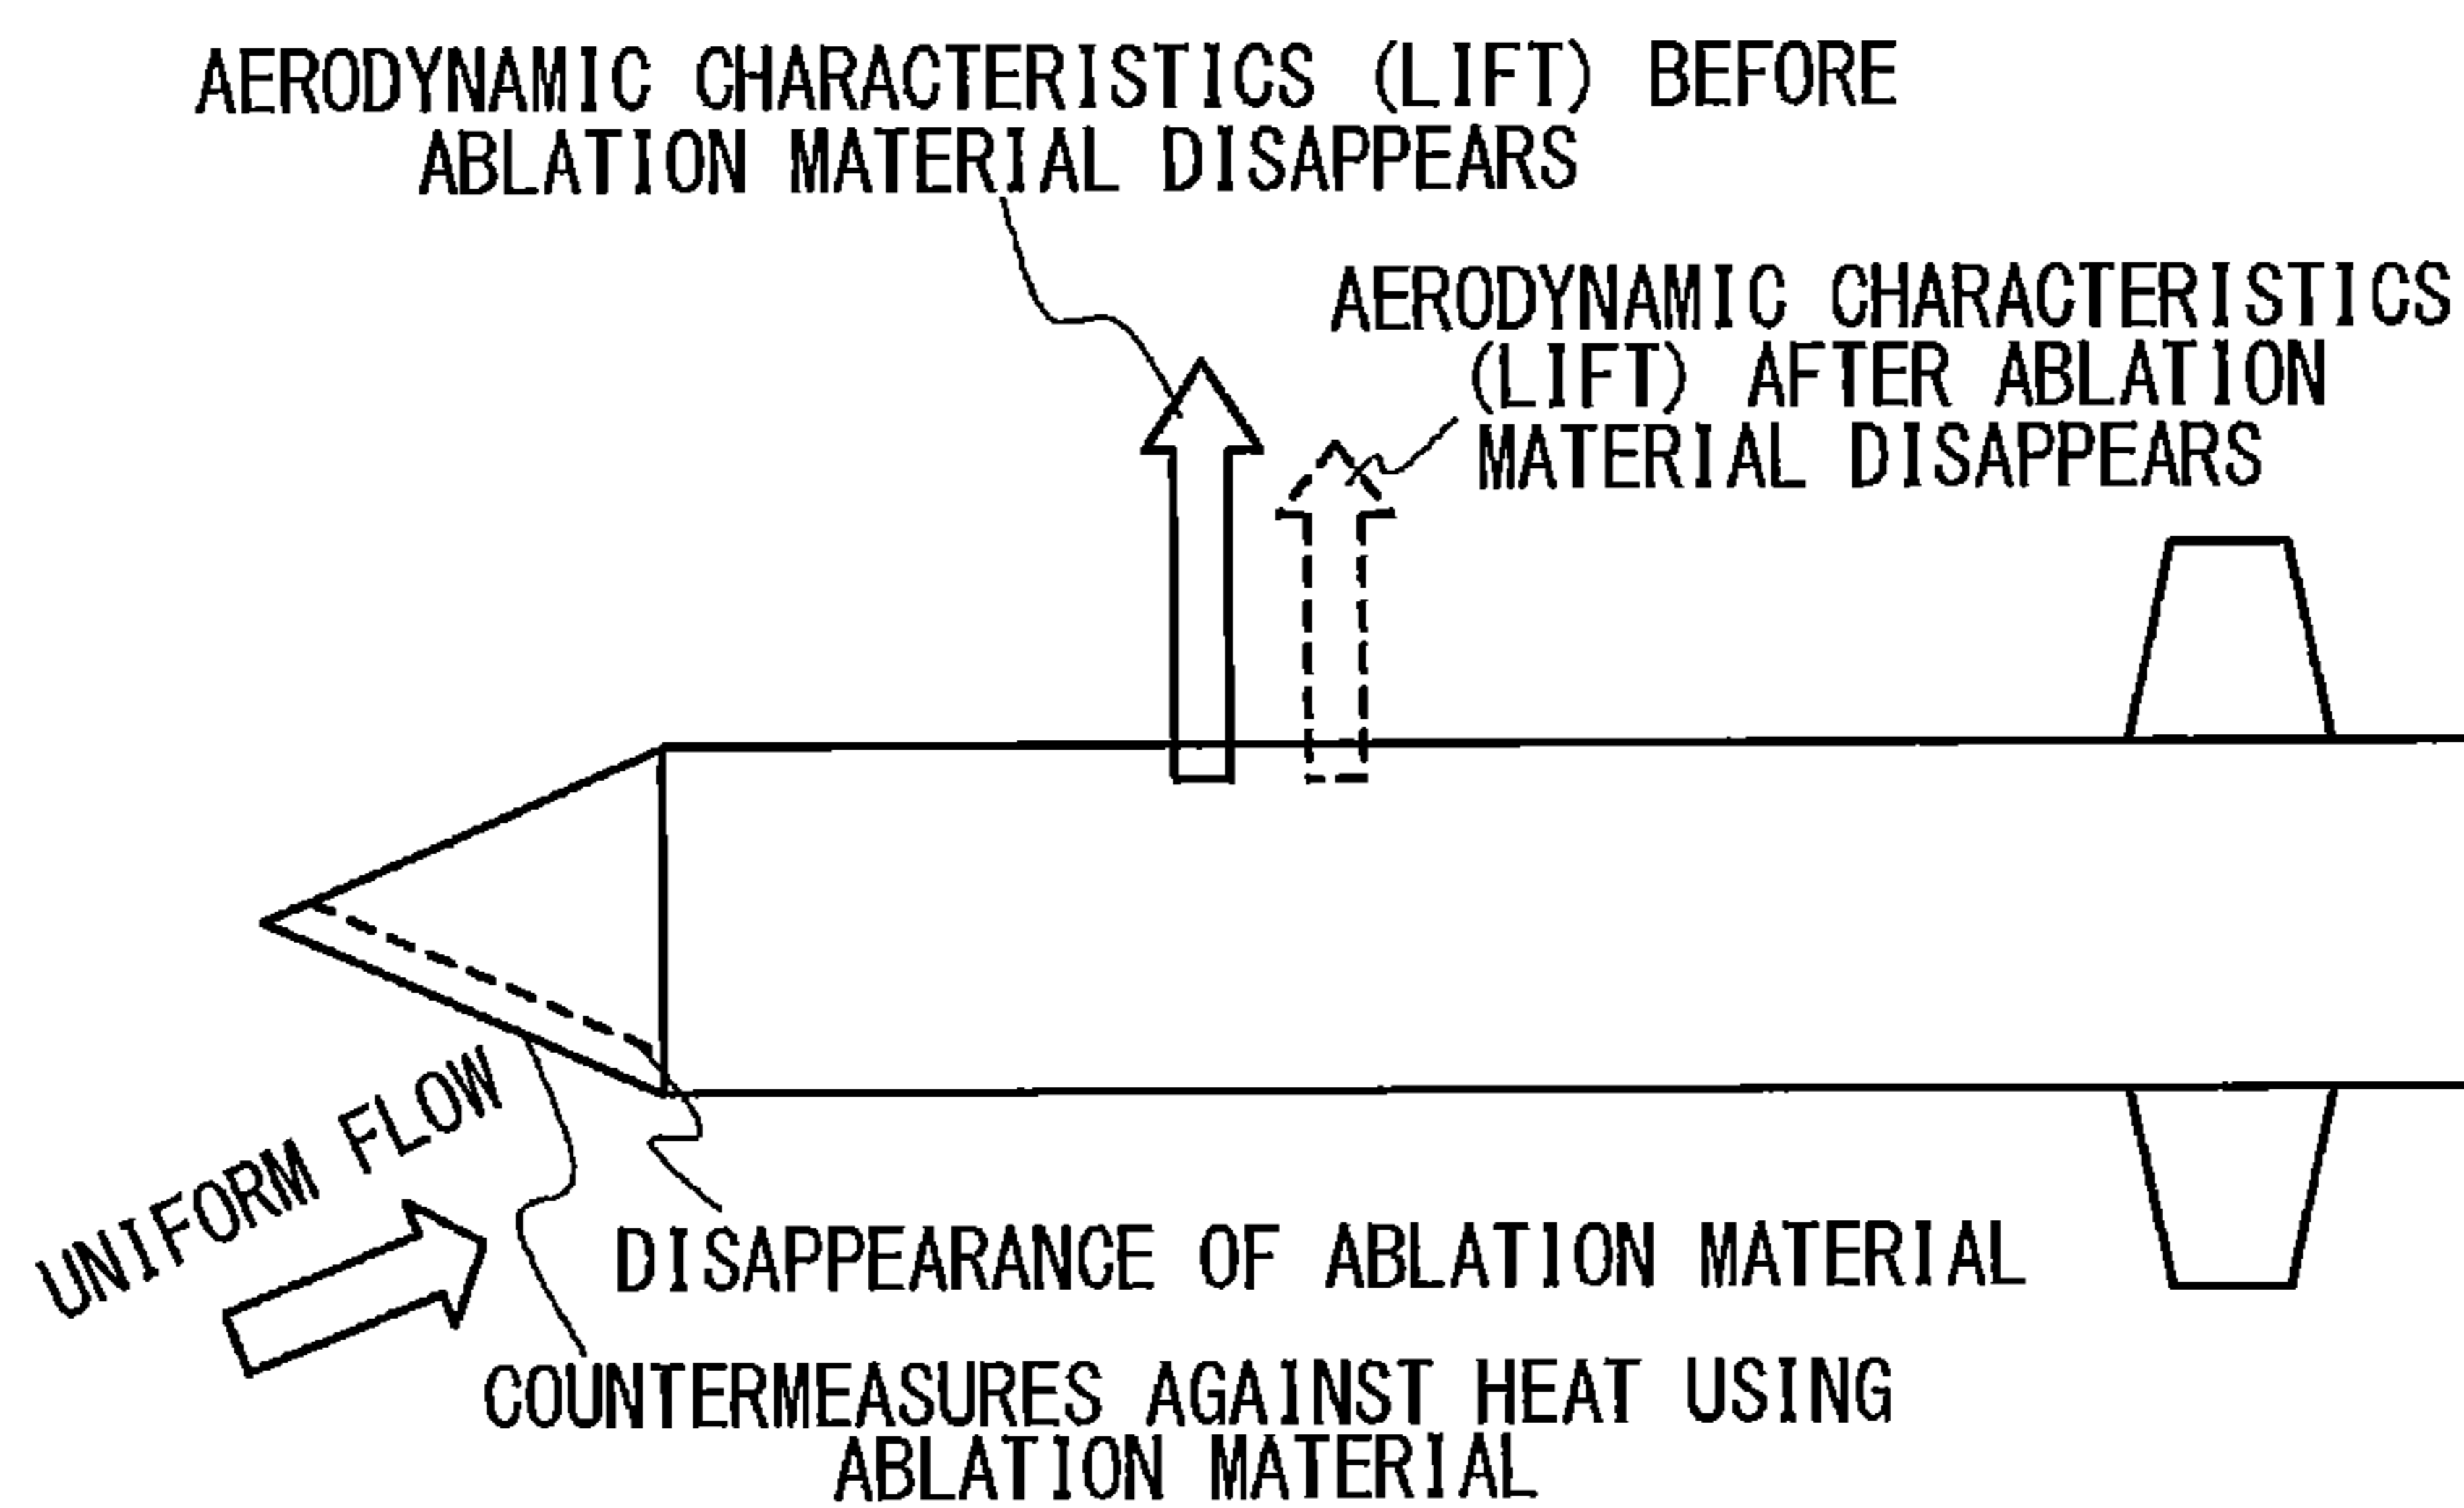 AERODYNAMIC CHARACTERISTICS (LIFT) BEFORE
ABLATION MATERIAL DISAPPEARS
AERODYNAMIC CHARACTERISTICS
(LIFT) AFTER ABLATION
MATERIAL DISAPPEARS
UNIFORM FLOW
DISAPPEARANCE OF ABLATION MATERIAL
COUNTERMEASURES AGAINST HEAT USING
ABLATION MATERIAL